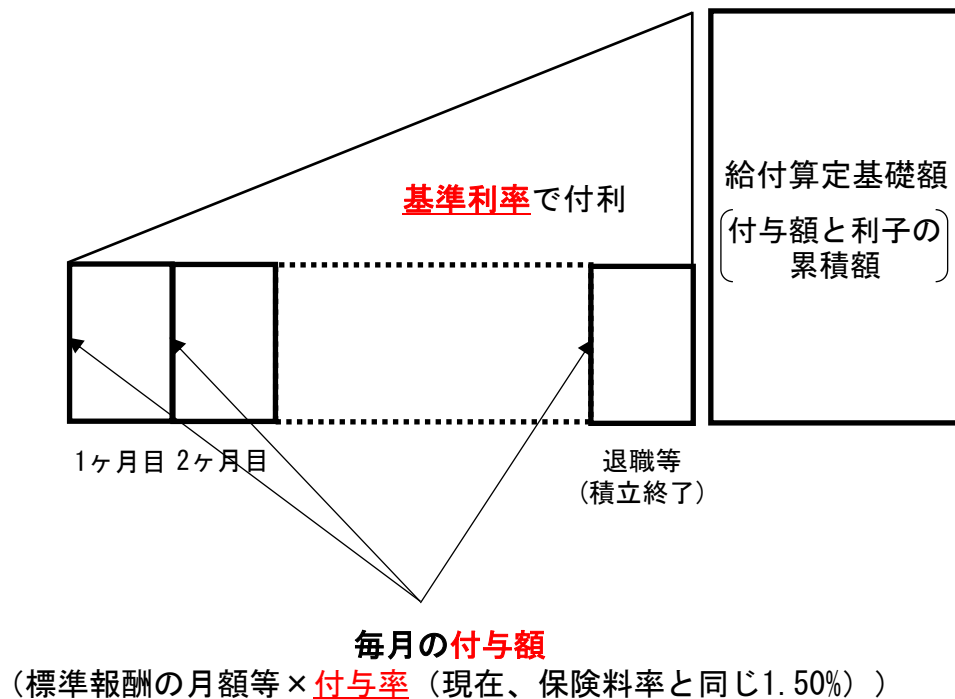 基準利率で付利
給付算定基礎額
付与額と利子の
累積額
1ヶ月目 2ヶ月目
退職等
(積立終了)
毎月の付与額
(標準報酬の月額等×付与率(現在、保険料率と同じ1.50%))